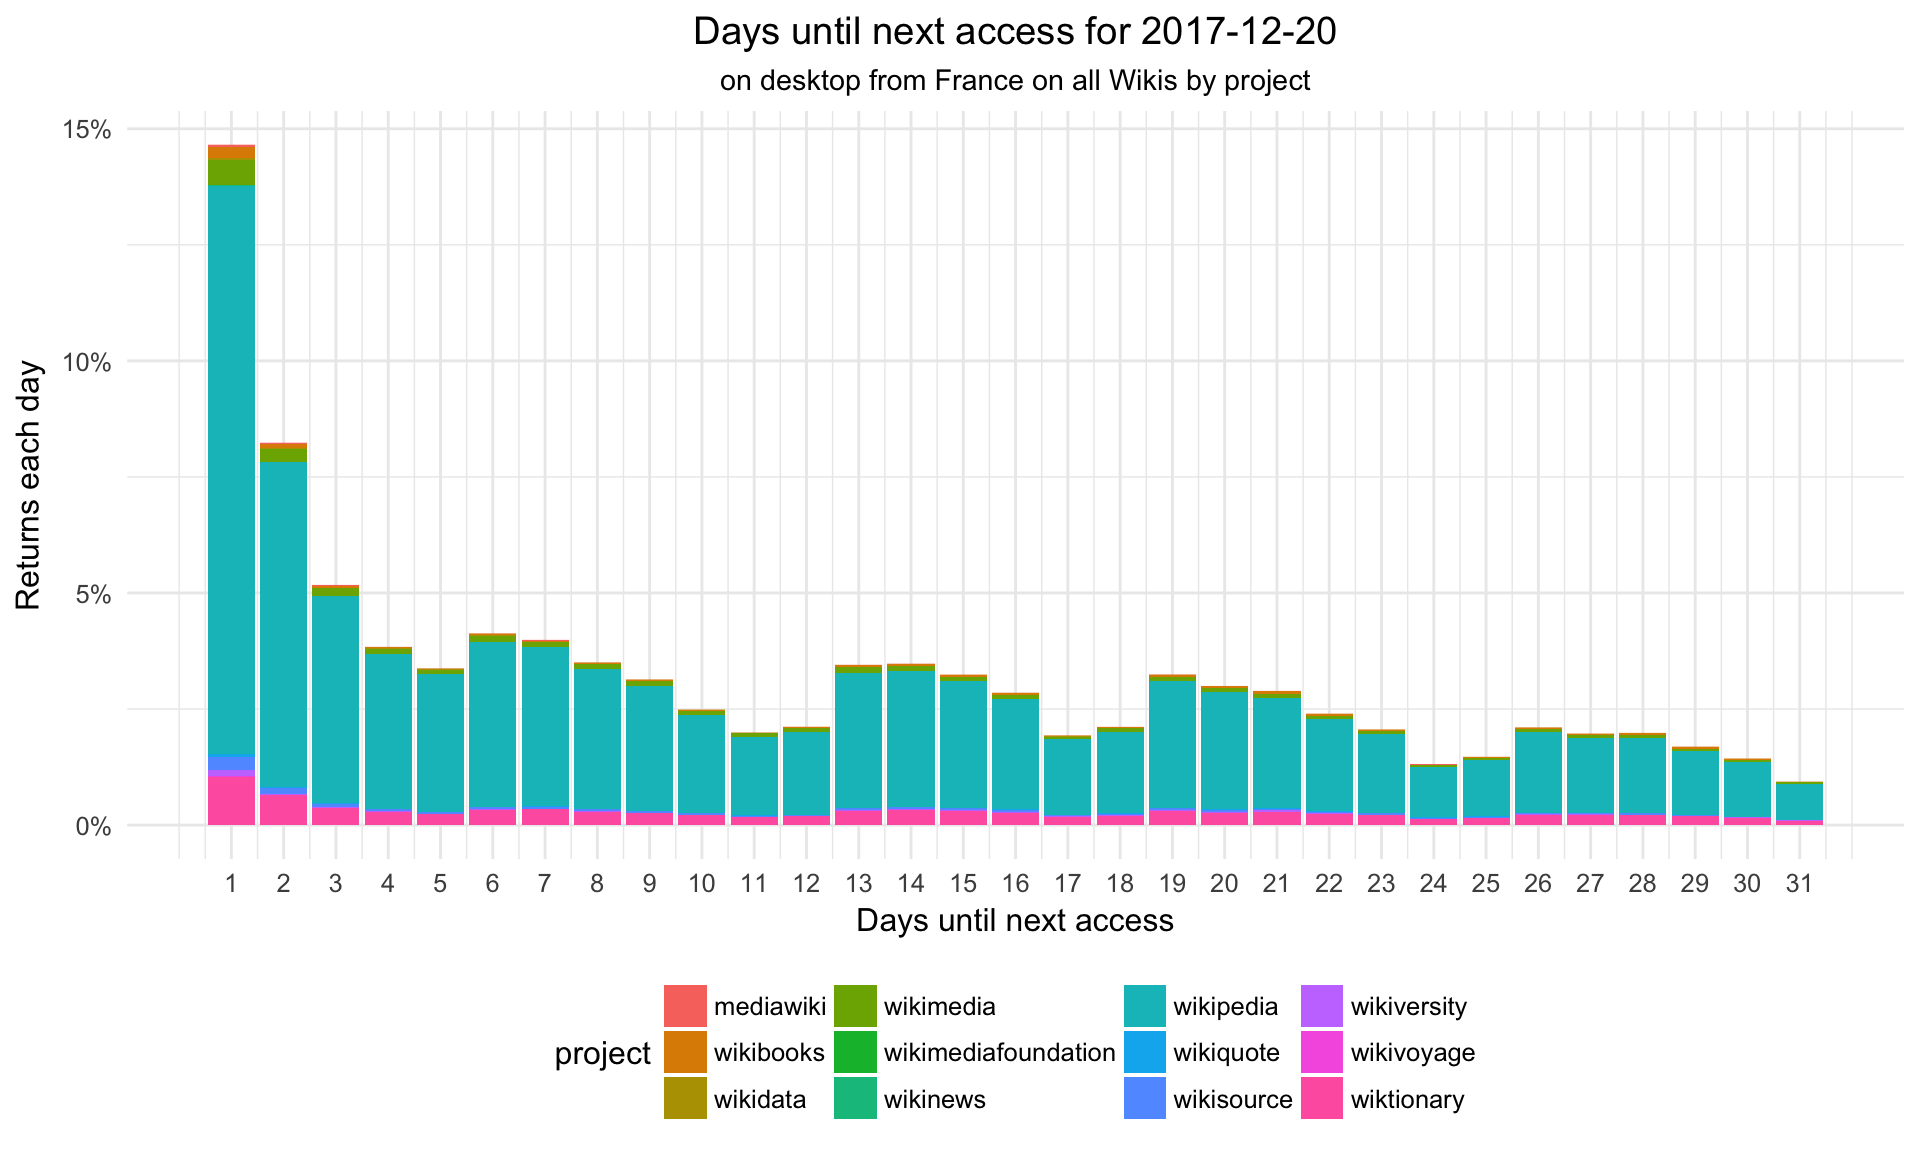 Days until next access for 2017-12-20
on desktop from France on all Wikis by project
Returns each day
15%
10%
5%
0%
1 2 3 4 5 6 7 8 9 10 11 12 13 14 15 16 17 18 19 20 21 22 23 24 25 26 27 28 29 30 31
Days until next access
project
mediawiki wikimedia wikipedia wikiversity
wikibooks wikimediafoundation wikiquote wikivoyage
wikidata wikinews wikisource wiktionary